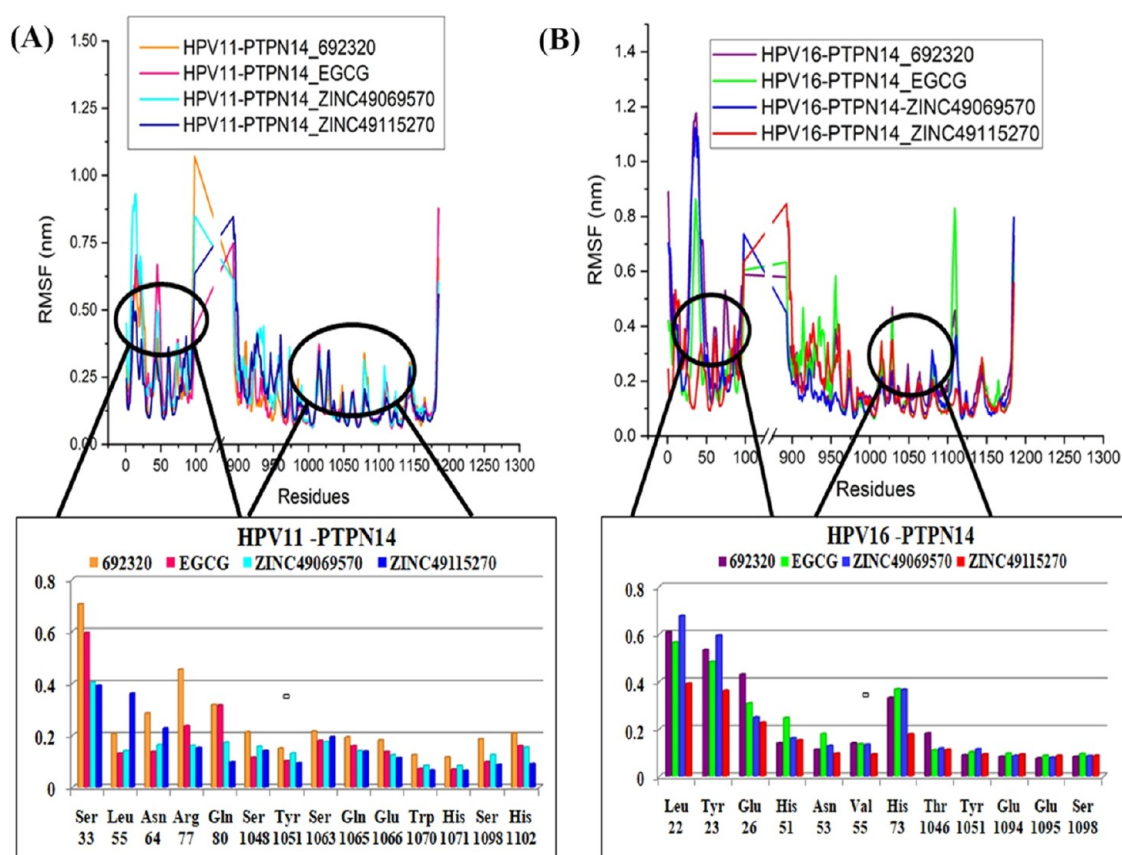 (A)
1.50
1.25
1.00
0.75
0.50
0.25
0.00
RMSF (nm)
HPV11-PTPN14_692320
HPV11-PTPN14_EGCG
HPV11-PTPN14_ZINC49069570
HPV11-PTPN14_ZINC49115270
0 50 100 900 950 1000 1050 1100 1150 1200 1300
Residues
HPV11 -PTPN14
692320 EGCG ZINC49069570 ZINC49115270
0.8
0.6
0.4
0.2
0
Ser Leu Asn Arg Gln Ser Tyr Ser Gln Glu Trp His Ser His
33 55 64 77 80 1048 1051 1063 1065 1066 1070 1071 1098 1102
(B)
1.4
1.2
1.0
0.8
0.6
0.4
0.2
0.0
RMSF (nm)
HPV16-PTPN14_692320
HPV16-PTPN14_EGCG
HPV16-PTPN14-ZINC49069570
HPV16-PTPN14_ZINC49115270
0 50 100 900 950 1000 1050 1100 1150 1200 1300
Residues
HPV16 -PTPN14
692320 EGCG ZINC49069570 ZINC49115270
0.8
0.6
0.4
0.2
0
Leu Tyr Glu His Asn Val His Thr Tyr Glu Glu Ser
22 23 26 51 53 55 73 1046 1051 1094 1095 1098